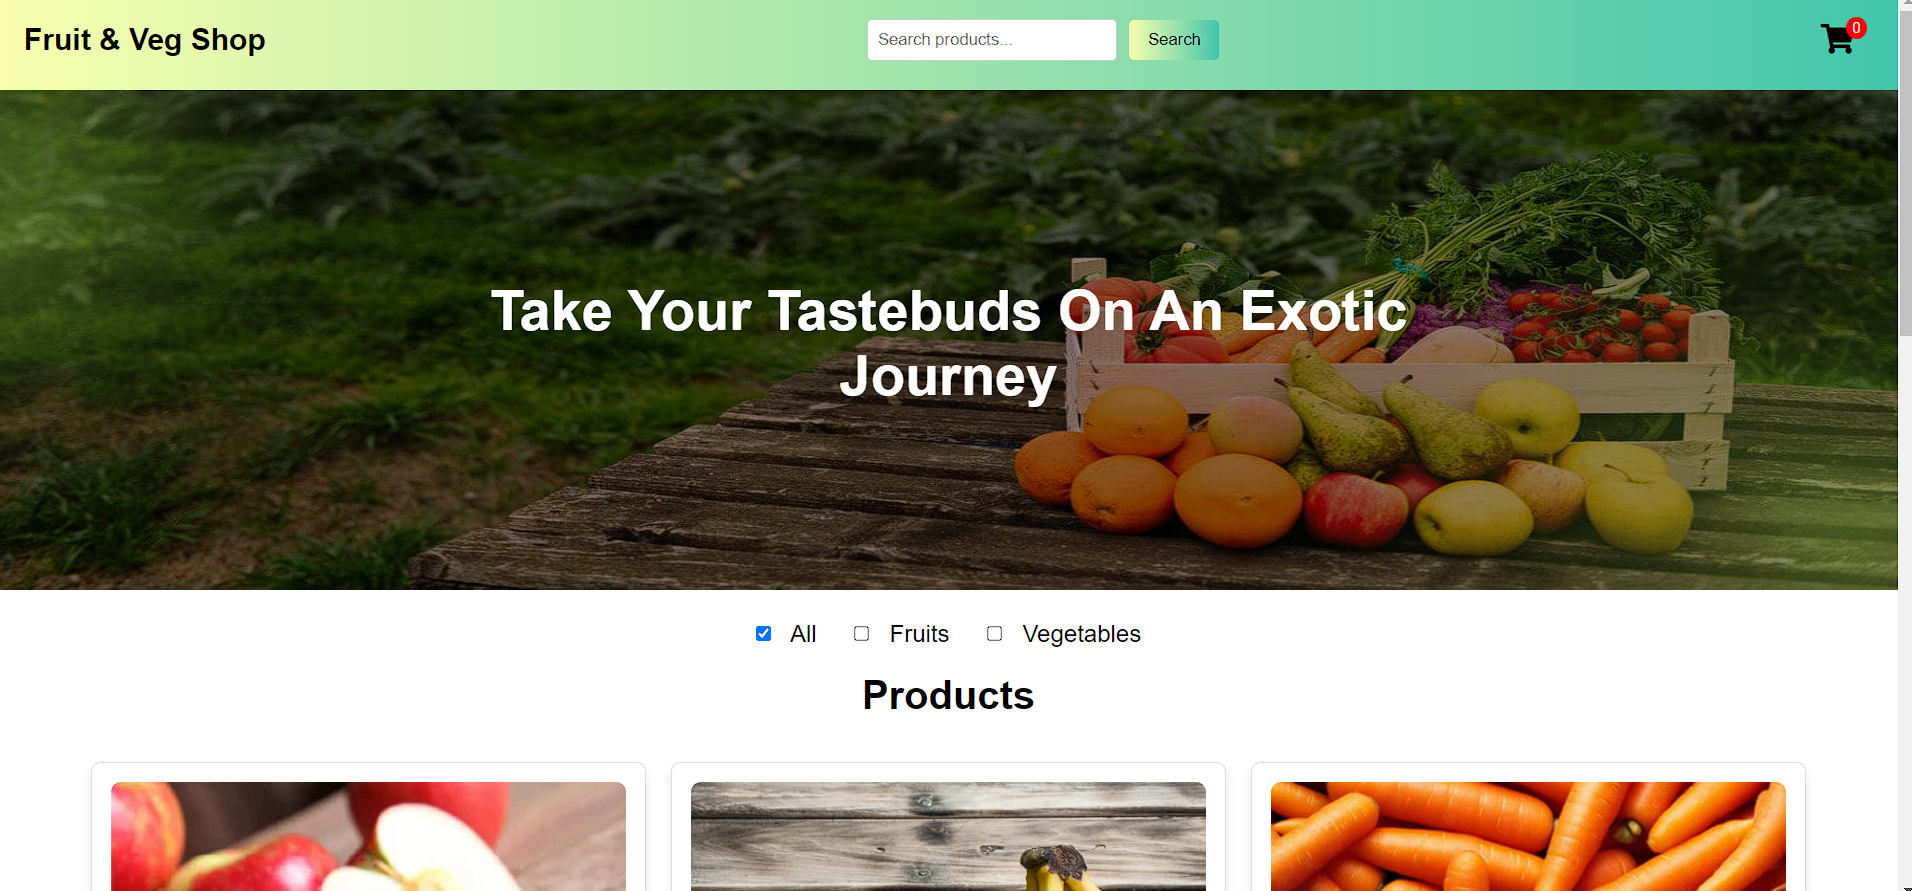 Fruit & Veg Shop
Search products...
Search
0
Take Your Tastebuds On An Exotic
Journey
All
Fruits
Vegetables
Products